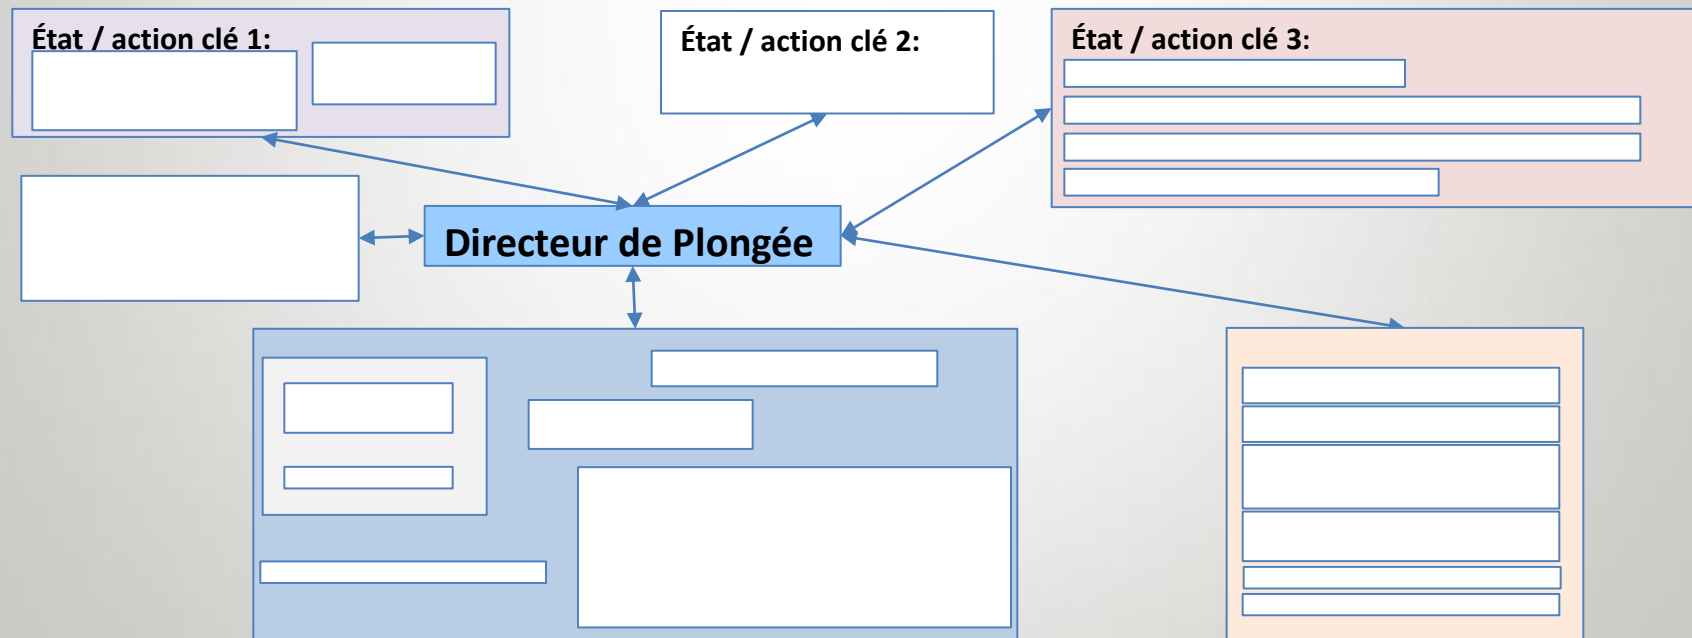 État / action clé 1:
État / action clé 2:
État / action clé 3:
Directeur de Plongée